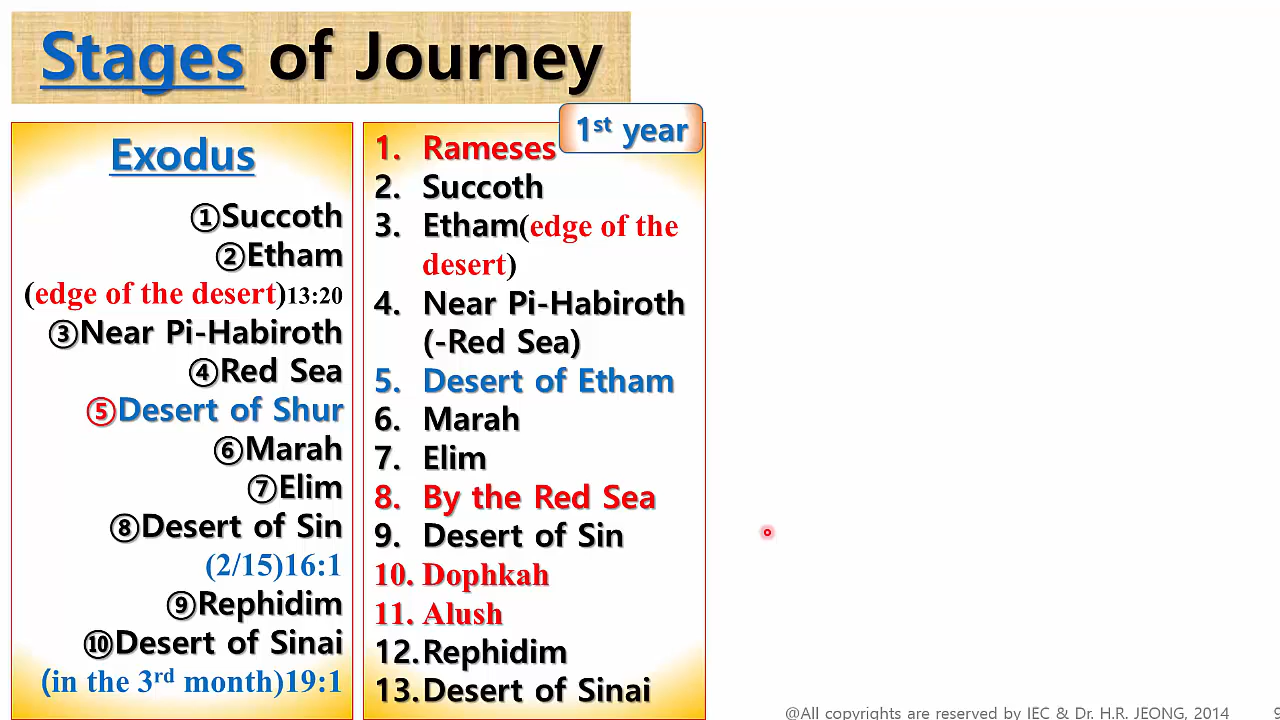 Stages of Journey
Exodus
①Succoth
②Etham
(edge of the desert)13:20
③Near Pi-Habiroth
④Red Sea
⑤Desert of Shur
⑥Marah
⑦Elim
⑧Desert of Sin
(2/15)16:1
⑨Rephidim
⑩Desert of Sinai
(in the 3rd month)19:1
1st year
1. Rameses
2. Succoth
3. Etham(edge of the
desert)
4. Near Pi-Habiroth
(-Red Sea)
5. Desert of Etham
6. Marah
7. Elim
8. By the Red Sea
9. Desert of Sin
10. Dophkah
11. Alush
12. Rephidim
13. Desert of Sinai
@All copyrights are reserved by IEC & Dr. H.R. JEONG, 2014